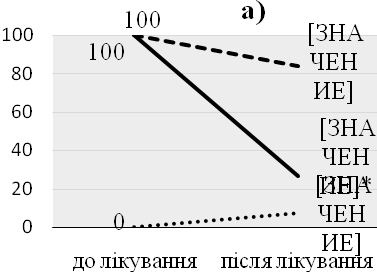 а)
100
100
100
80
60
40
20
0
0
[ЗНА
ЧЕН
ИЕ]
[ЗНА
ЧЕН
ИЕ]*
[ЗНА
ЧЕН
ИЕ]
до лікування
після лікування